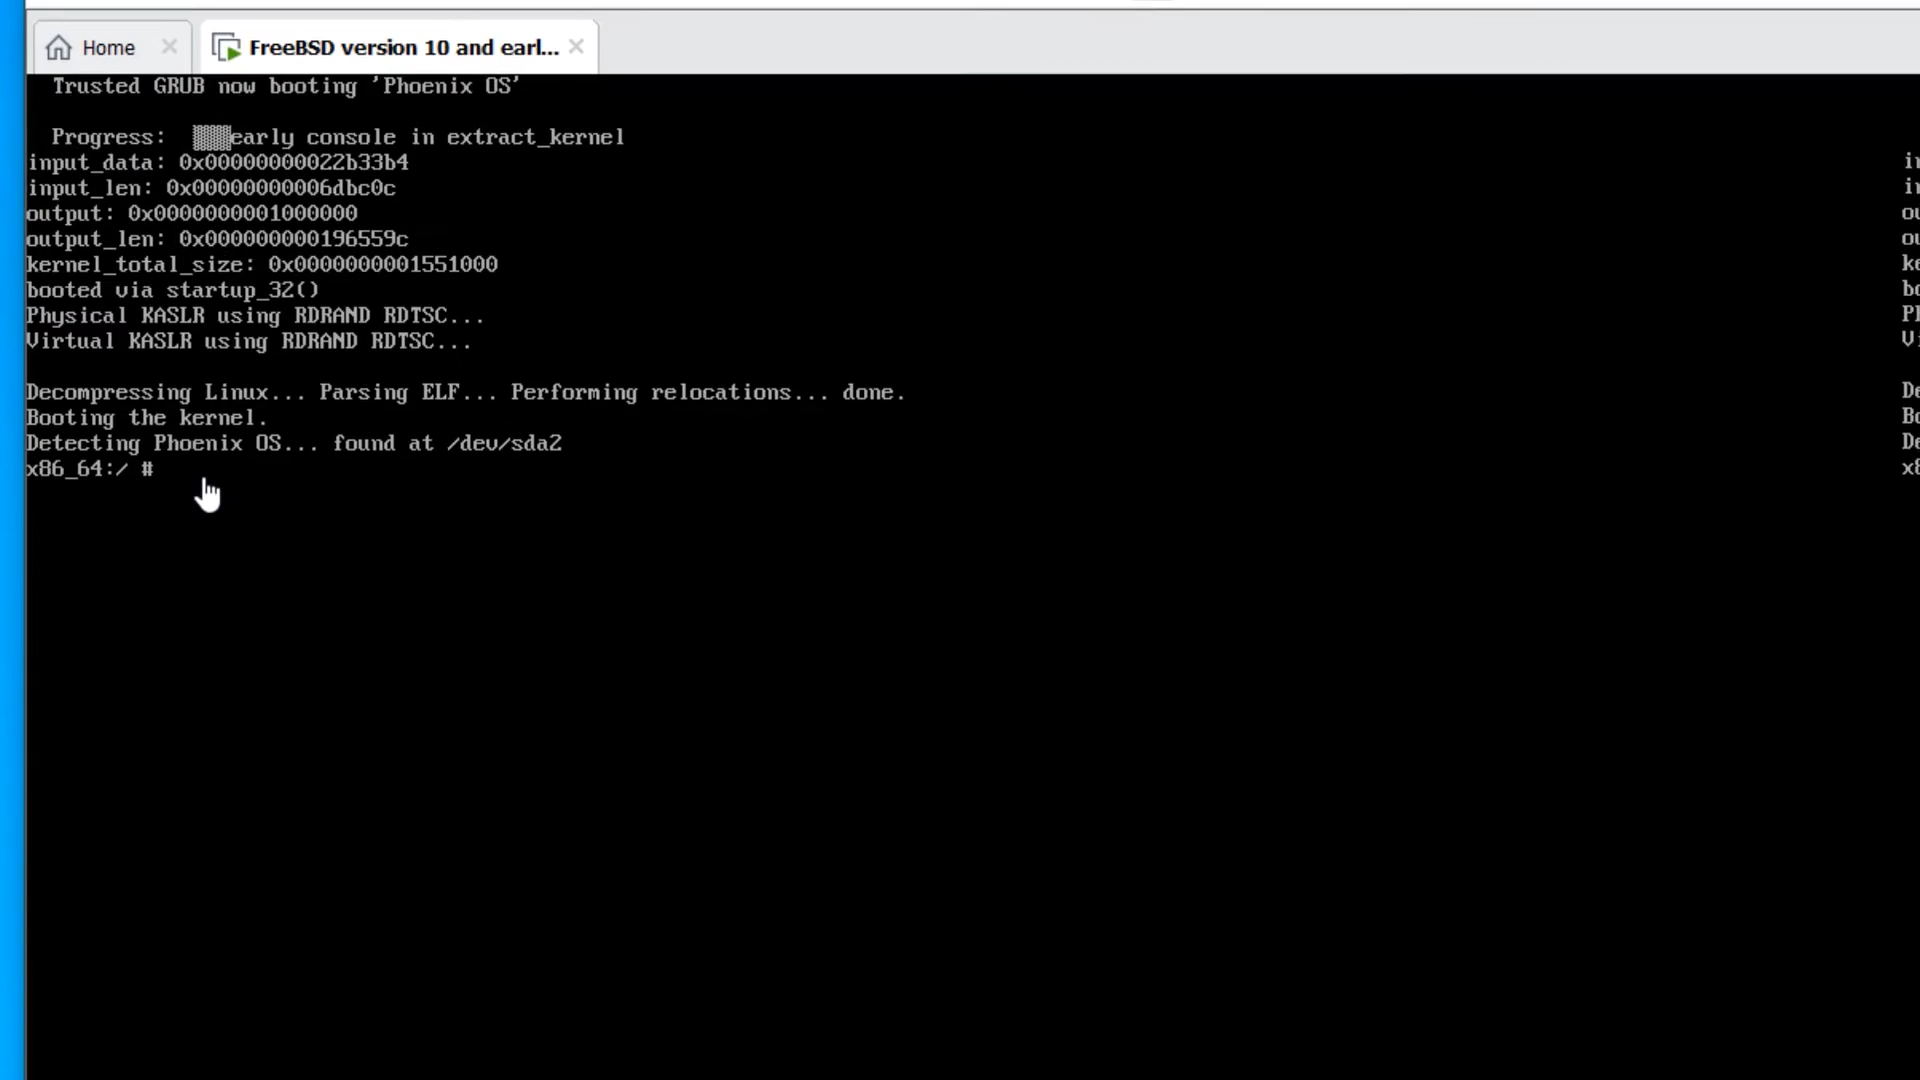 Home
FreeBSD version 10 and earl...
Trusted GRUB now booting 'Phoenix OS'
Progress: ▒▒▒early console in extract_kernel
input_data: 0x00000000022b33b4
input_len: 0x00000000006dbc0c
output: 0x0000000001000000
output_len: 0x000000000196559c
kernel_total_size: 0x0000000001551000
booted via startup_32()
Physical KASLR using RDRAND RDTSC...
Virtual KASLR using RDRAND RDTSC...
Decompressing Linux... Parsing ELF... Performing relocations... done.
Booting the kernel.
Detecting Phoenix OS... found at /dev/sda2
x86_64:/ #